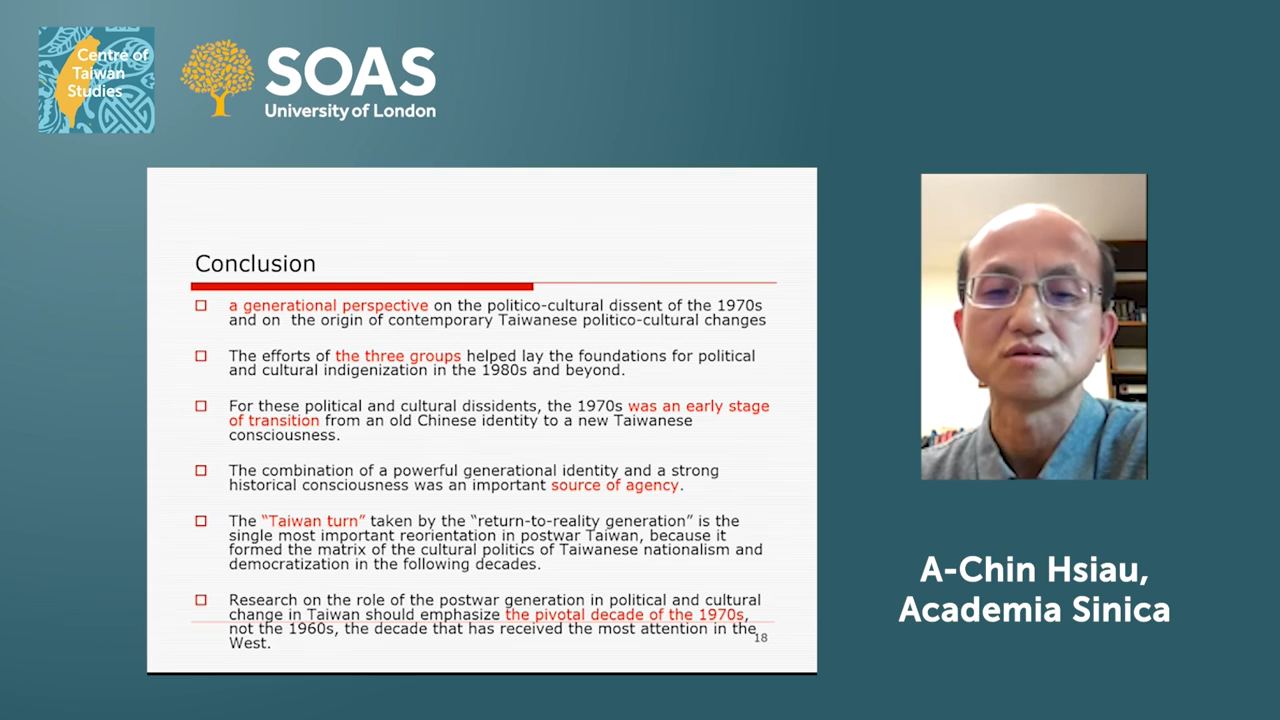 Centre of
Taiwan
Studies
SOAS
University of London
Conclusion
a generational perspective on the politico-cultural dissent of the 1970s
and on the origin of contemporary Taiwanese politico-cultural changes
The efforts of the three groups helped lay the foundations for political
and cultural indigenization in the 1980s and beyond.
For these political and cultural dissidents, the 1970s was an early stage
of transition from an old Chinese identity to a new Taiwanese
consciousness.
The combination of a powerful generational identity and a strong
historical consciousness was an important source of agency.
The “Taiwan turn” taken by the “return-to-reality generation” is the
single most important reorientation in postwar Taiwan, because it
formed the matrix of the cultural politics of Taiwanese nationalism and
democratization in the following decades.
Research on the role of the postwar generation in political and cultural
change in Taiwan should emphasize the pivotal decade of the 1970s,
not the 1960s, the decade that has received the most attention in the
West.
18
A-Chin Hsiau,
Academia Sinica